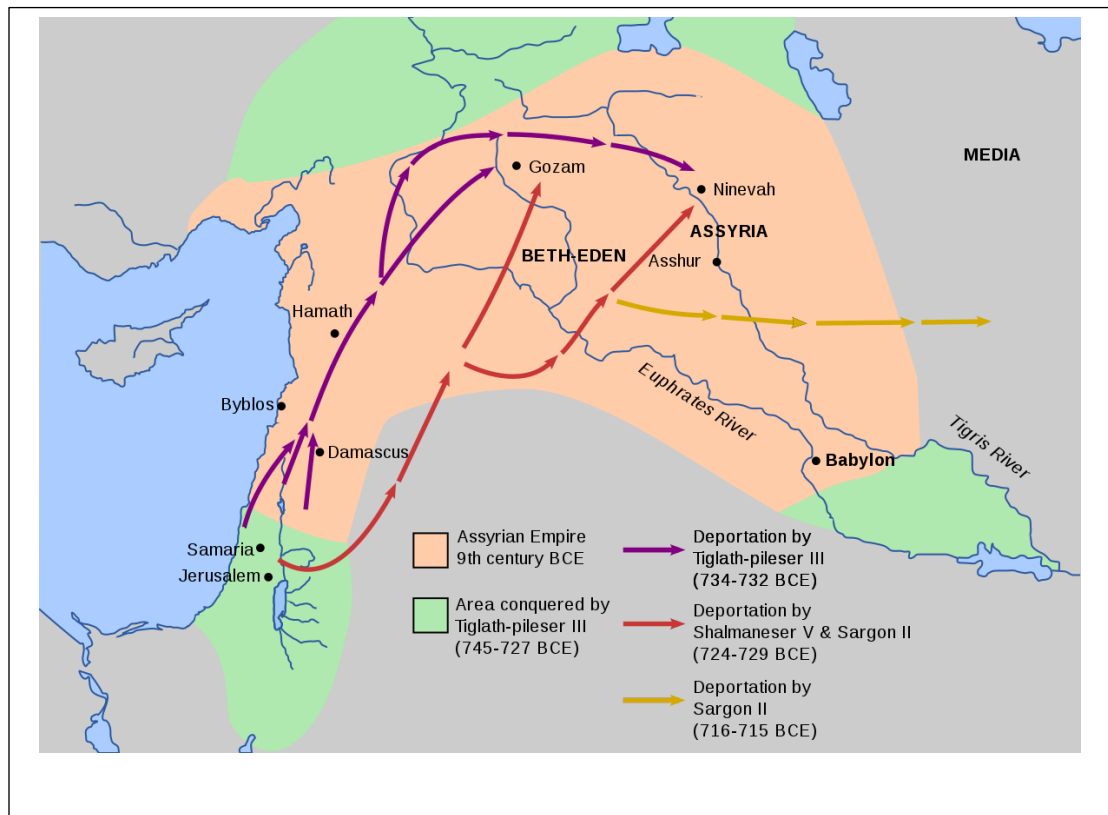 MEDIA
Gozam
Ninevah
ASSYRIA
BETH-EDEN
Asshur
Hamath
Byblos
Euphrates River
Tigris River
Damascus
Babylon
Samaria
Jerusalem
Assyrian Empire
9th century BCE
Area conquered by
Tiglath-pileser III
(745-727 BCE)
Deportation by
Tiglath-pileser III
(734-732 BCE)
Deportation by
Shalmaneser V & Sargon II
(724-729 BCE)
Deportation by
Sargon II
(716-715 BCE)